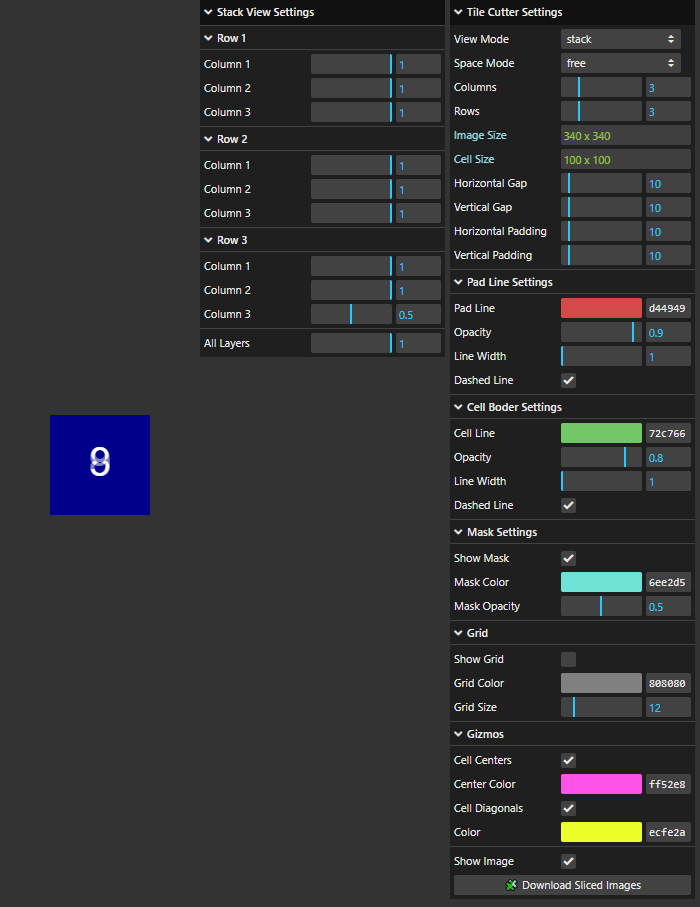 Stack View Settings
Row 1
Column 1 1
Column 2 1
Column 3 1
Row 2
Column 1 1
Column 2 1
Column 3 1
Row 3
Column 1 1
Column 2 1
Column 3 0.5
All Layers 1
Tile Cutter Settings
View Mode stack
Space Mode free
Columns 3
Rows 3
Image Size 340 x 340
Cell Size 100 x 100
Horizontal Gap 10
Vertical Gap 10
Horizontal Padding 10
Vertical Padding 10
Pad Line Settings
Pad Line d44949
Opacity 0.9
Line Width 1
Dashed Line
Cell Boder Settings
Cell Line 72c766
Opacity 0.8
Line Width 1
Dashed Line
Mask Settings
Show Mask
Mask Color 6ee2d5
Mask Opacity 0.5
Grid
Show Grid
Grid Color 808080
Grid Size 12
Gizmos
Cell Centers
Center Color ff52e8
Cell Diagonals
Color ecfe2a
Show Image
Download Sliced Images